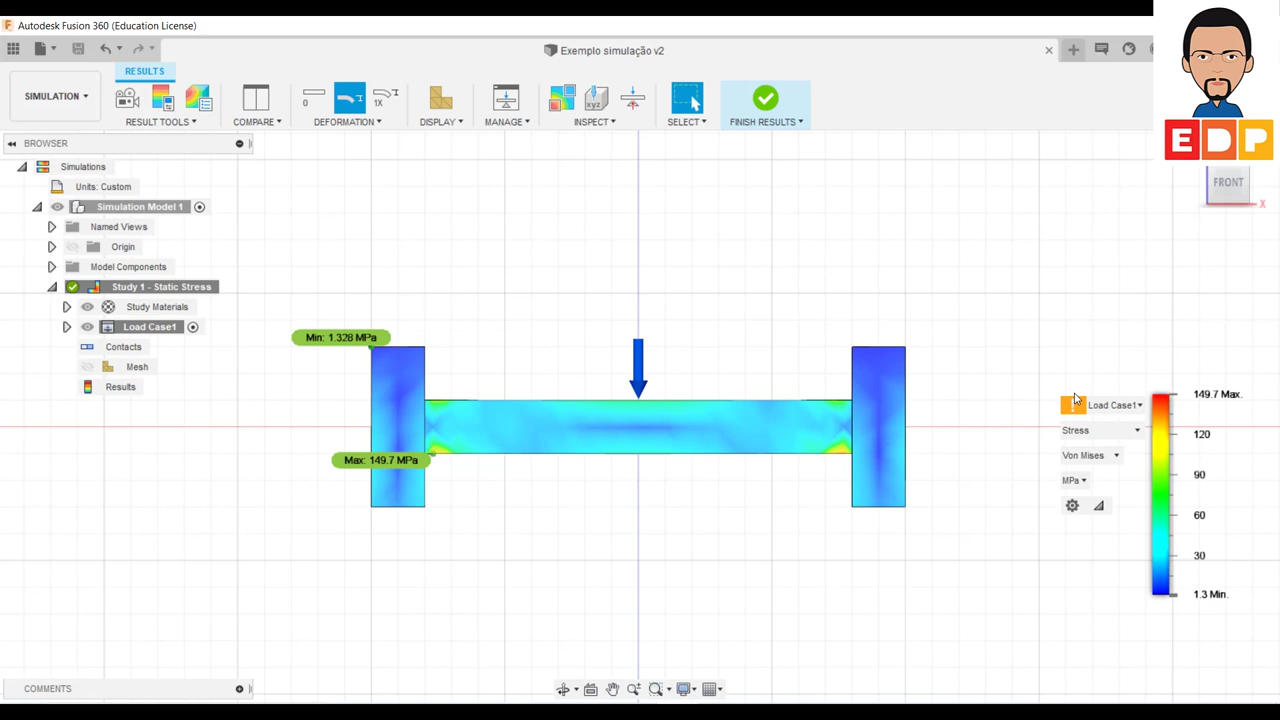 Autodesk Fusion 360 (Education License)
Exemplo simulação v2
RESULTS
SIMULATION
0
1X
RESULT TOOLS
COMPARE
DEFORMATION
DISPLAY
MANAGE
xyz
INSPECT
SELECT
FINISH RESULTS
EDP
FRONT
X
BROWSER
Simulations
Units: Custom
Simulation Model 1
Named Views
Origin
Model Components
Study 1 - Static Stress
Study Materials
Load Case1
Contacts
Mesh
Results
Min: 1.328 MPa
Max: 149.7 MPa
Load Case1
Stress
Von Mises
MPa
149.7 Max.
120
90
60
30
1.3 Min.
COMMENTS